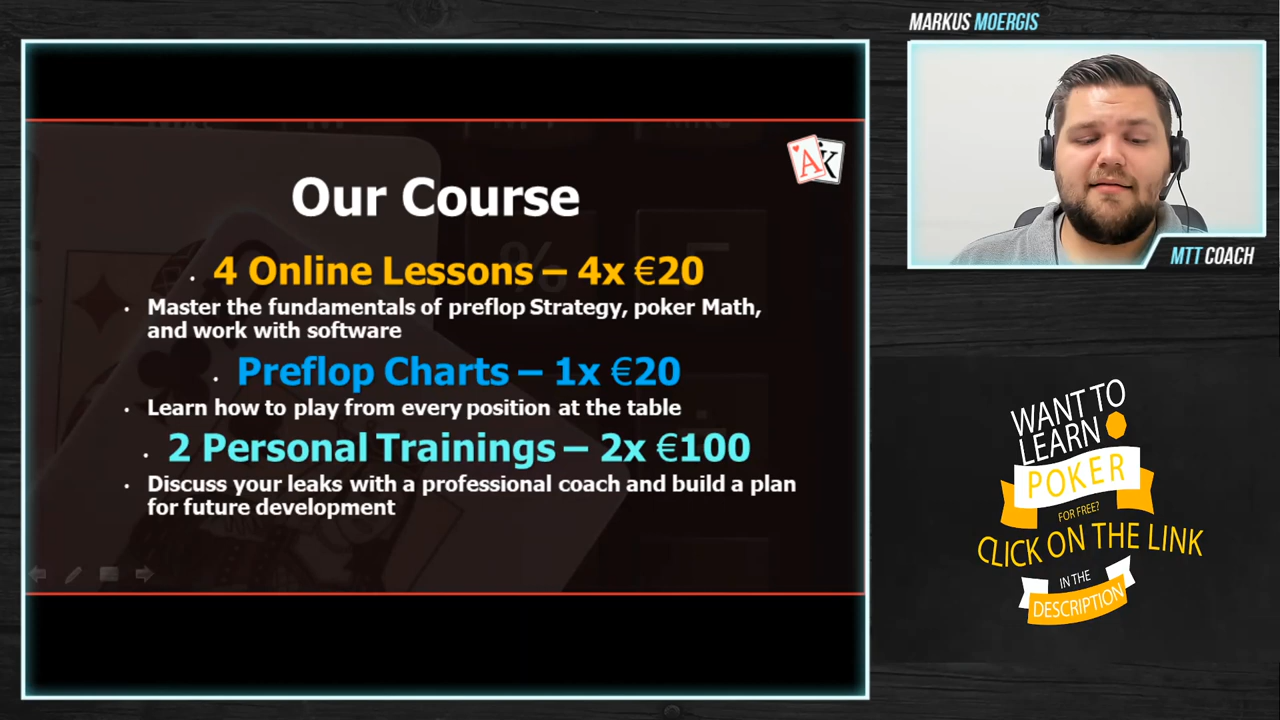 MARKUS MOERGIS
A K
Our Course
• 4 Online Lessons – 4x €20
• Master the fundamentals of preflop Strategy, poker Math,
and work with software
• Preflop Charts – 1x €20
• Learn how to play from every position at the table
• 2 Personal Trainings – 2x €100
• Discuss your leaks with a professional coach and build a plan
for future development
MTT COACH
WANT TO
LEARN
POKER
FOR FREE?
CLICK ON THE LINK
IN THE
DESCRIPTION